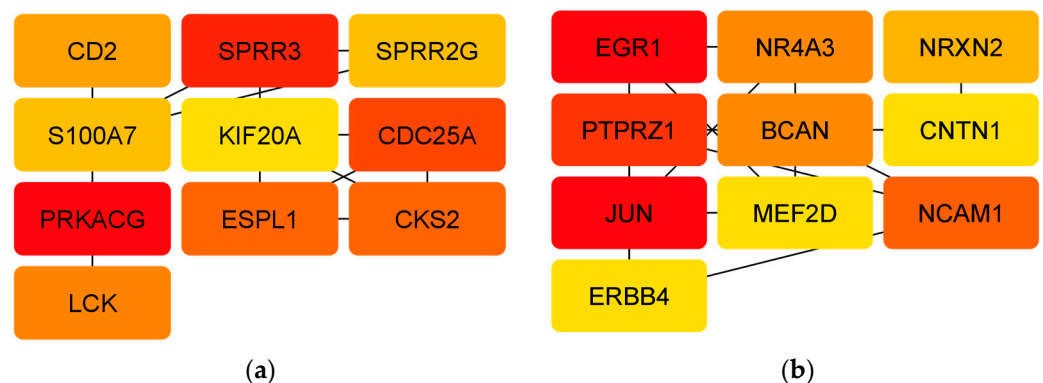 CD2 SPRR3 SPRR2G
S100A7 KIF20A CDC25A
PRKACG ESPL1 CKS2
LCK
(a)
EGR1 NR4A3 NRXN2
PTPRZ1 BCAN CNTN1
JUN MEF2D NCAM1
ERBB4
(b)